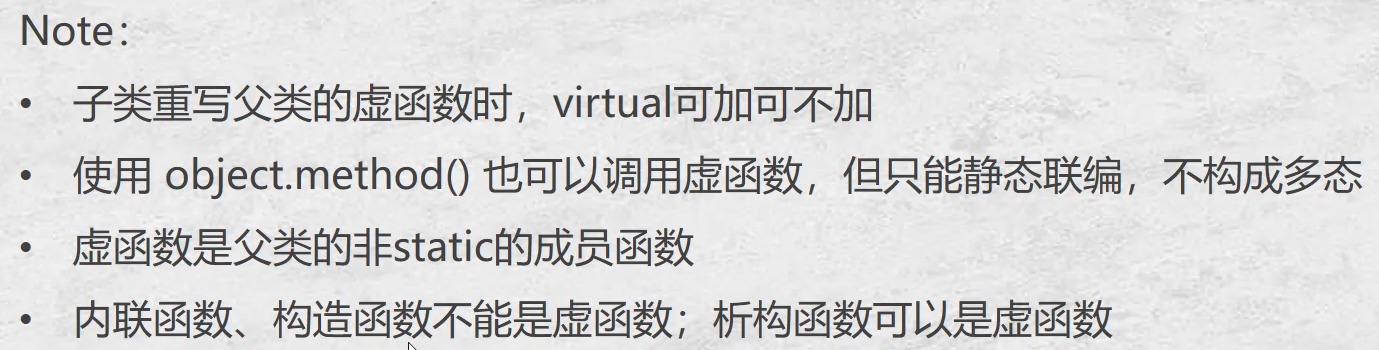 Note：
• 子类重写父类的虚函数时，virtual可加可不加
• 使用 object.method() 也可以调用虚函数，但只能静态联编，不构成多态
• 虚函数是父类的非static的成员函数
• 内联函数、构造函数不能是虚函数；析构函数可以是虚函数